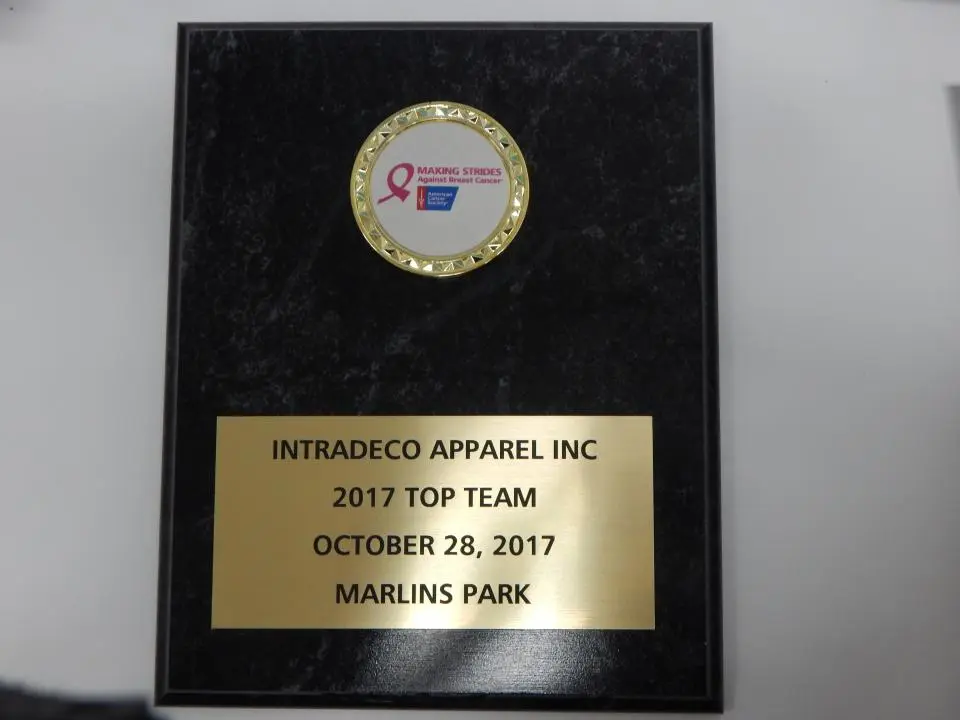 MAKING STRIDES
Against Breast Cancer
American
Cancer
Society
INTRADECO APPAREL INC
2017 TOP TEAM
OCTOBER 28, 2017
MARLINS PARK